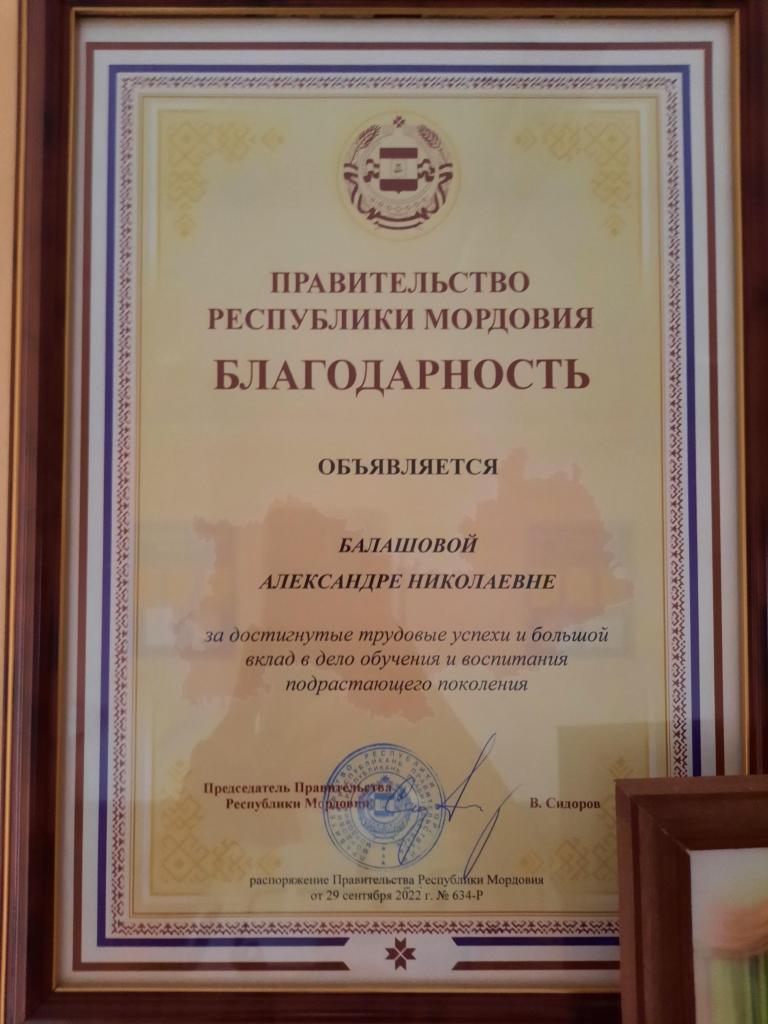 ПРАВИТЕЛЬСТВО
РЕСПУБЛИКИ МОРДОВИЯ
БЛАГОДАРНОСТЬ
ОБЪЯВЛЯЕТСЯ
БАЛАШОВОЙ
АЛЕКСАНДРЕ НИКОЛАЕВНЕ
за достигнутые трудовые успехи и большой
вклад в дело обучения и воспитания
подрастающего поколения
Председатель Правительства
Республики Мордовия
В. Сидоров
распоряжение Правительства Республики Мордовия
от 29 сентября 2022 г. № 634-Р